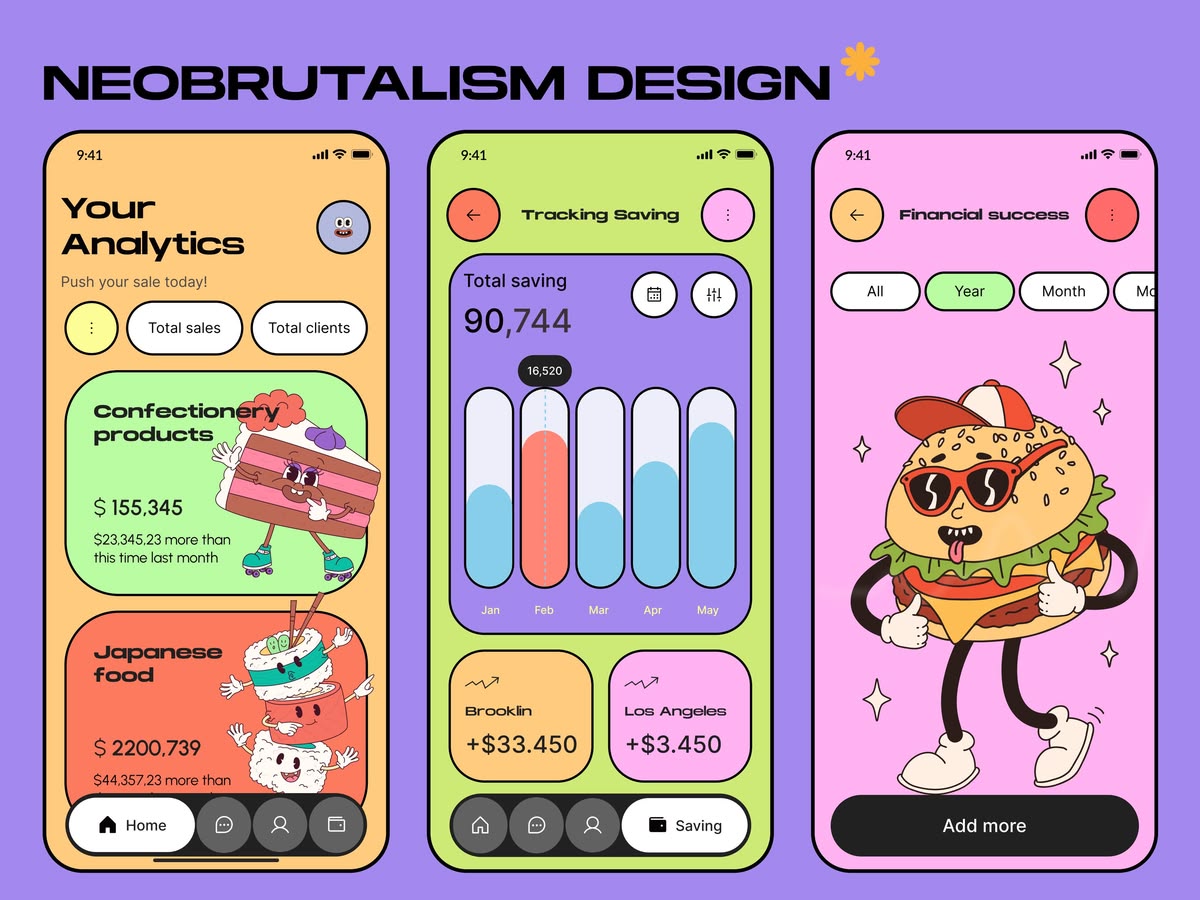 NEOBRUTALISM DESIGN
9:41
Your
Analytics
Push your sale today!
Total sales
Total clients
Confectionery
products
$ 155,345
$23,345,23 more than
this time last month
Japanese
food
$ 2200,739
$44,357,23 more than
Home
9:41
Tracking Saving
Total saving
90,744
16,520
Jan
Feb
Mar
Apr
May
Brooklin
+$33.450
Los Angeles
+$3.450
Saving
9:41
Financial success
All
Year
Month
Add more